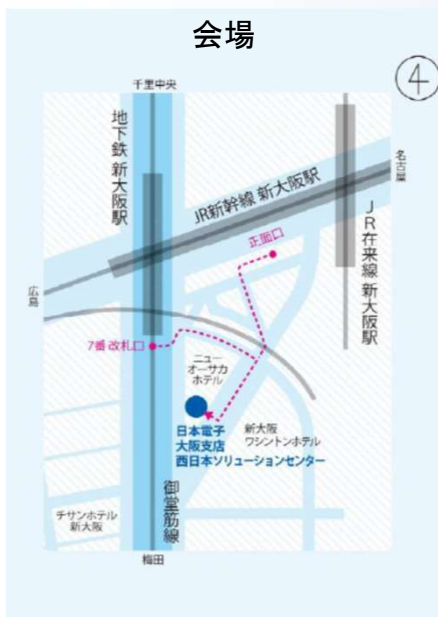 会場
④
千里中央
地下鉄 新大阪駅
JR新幹線 新大阪駅
名古屋
正面口
JR在来線 新大阪駅
広島
7番 改札口
ニュー
オーサカ
ホテル
日本電子
大阪支店
西日本ソリューションセンター
新大阪
ワシントンホテル
御堂筋線
チサンホテル
新大阪
梅田